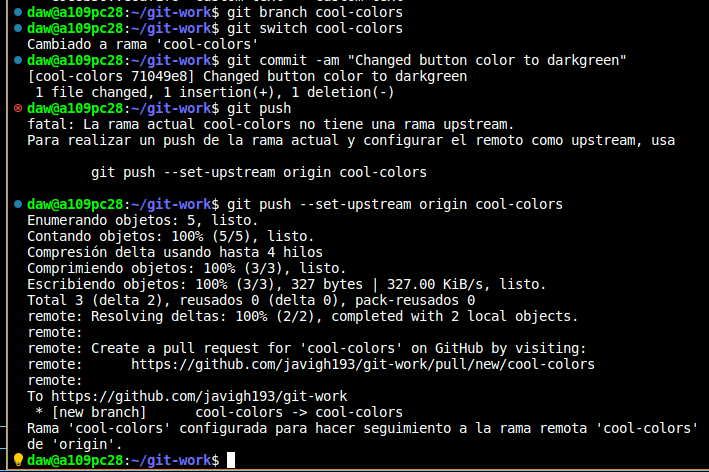 daw@a109pc28:~/git-work$ git branch cool-colors
daw@a109pc28:~/git-work$ git switch cool-colors
Cambiado a rama 'cool-colors'
daw@a109pc28:~/git-work$ git commit -am "Changed button color to darkgreen"
[cool-colors 71049e8] Changed button color to darkgreen
 1 file changed, 1 insertion(+), 1 deletion(-)
daw@a109pc28:~/git-work$ git push
fatal: La rama actual cool-colors no tiene una rama upstream.
Para realizar un push de la rama actual y configurar el remoto como upstream, usa
        git push --set-upstream origin cool-colors
daw@a109pc28:~/git-work$ git push --set-upstream origin cool-colors
Enumerando objetos: 5, listo.
Contando objetos: 100% (5/5), listo.
Compresión delta usando hasta 4 hilos
Comprimiendo objetos: 100% (3/3), listo.
Escribiendo objetos: 100% (3/3), 327 bytes | 327.00 KiB/s, listo.
Total 3 (delta 2), reusados 0 (delta 0), pack-reusados 0
remote: Resolving deltas: 100% (2/2), completed with 2 local objects.
remote:
remote: Create a pull request for 'cool-colors' on GitHub by visiting:
remote:      https://github.com/javigh193/git-work/pull/new/cool-colors
remote:
To https://github.com/javigh193/git-work
 * [new branch]      cool-colors -> cool-colors
Rama 'cool-colors' configurada para hacer seguimiento a la rama remota 'cool-colors'
de 'origin'.
daw@a109pc28:~/git-work$